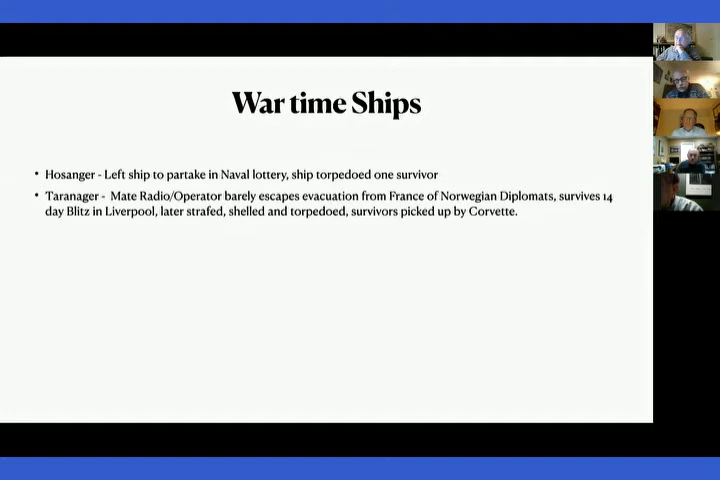 War time Ships
• Hosanger - Left ship to partake in Naval lottery, ship torpedoed one survivor
• Taranager - Mate Radio/Operator barely escapes evacuation from France of Norwegian Diplomats, survives 14
day Blitz in Liverpool, later strafed, shelled and torpedoed, survivors picked up by Corvette.